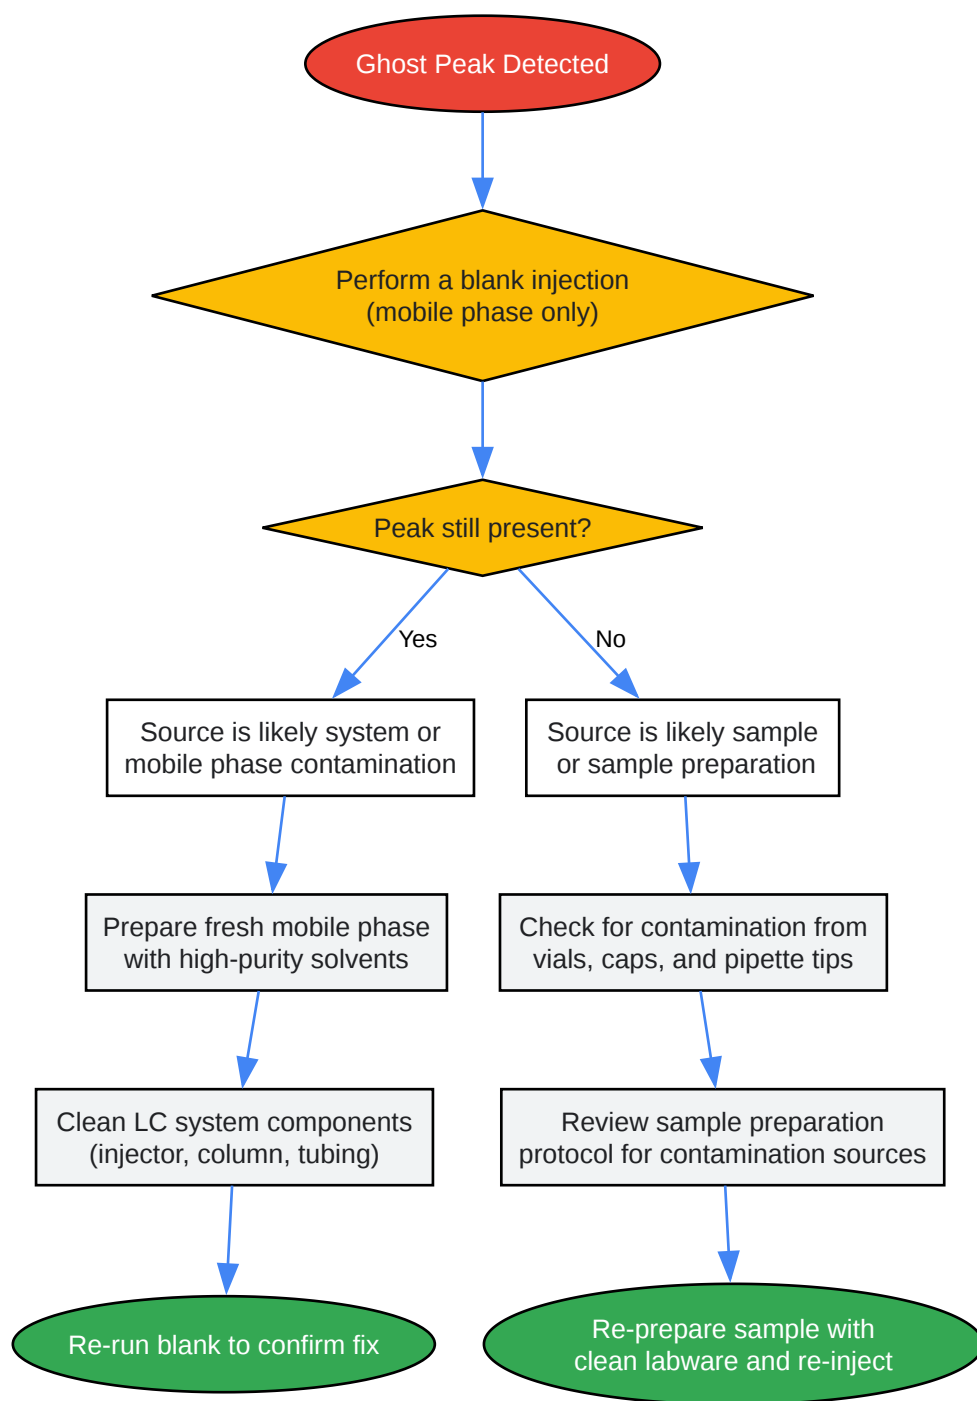 Ghost Peak Detected
Perform a blank injection
(mobile phase only)
Peak still present?
Yes
No
Source is likely system or
mobile phase contamination
Source is likely sample
or sample preparation
Prepare fresh mobile phase
with high-purity solvents
Check for contamination from
vials, caps, and pipette tips
Clean LC system components
(injector, column, tubing)
Review sample preparation
protocol for contamination sources
Re-run blank to confirm fix
Re-prepare sample with
clean labware and re-inject